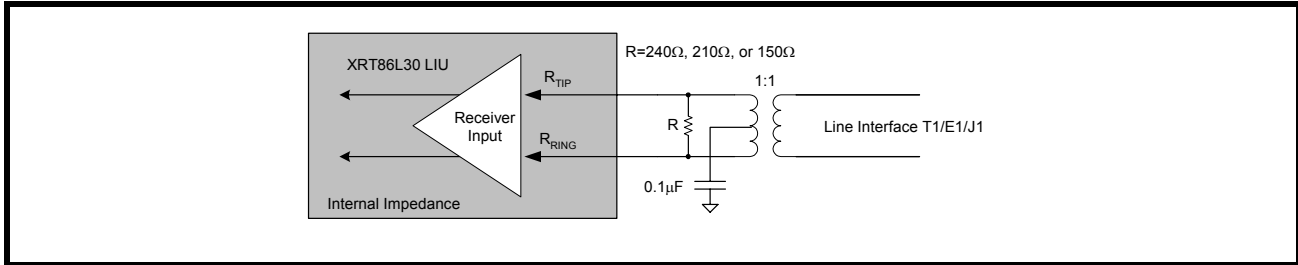 R=240Ω, 210Ω, or 150Ω
XRT86L30 LIU
1:1
RTIP
Receiver
Input
R
Line Interface T1/E1/J1
RRING
0.1µF
Internal Impedance